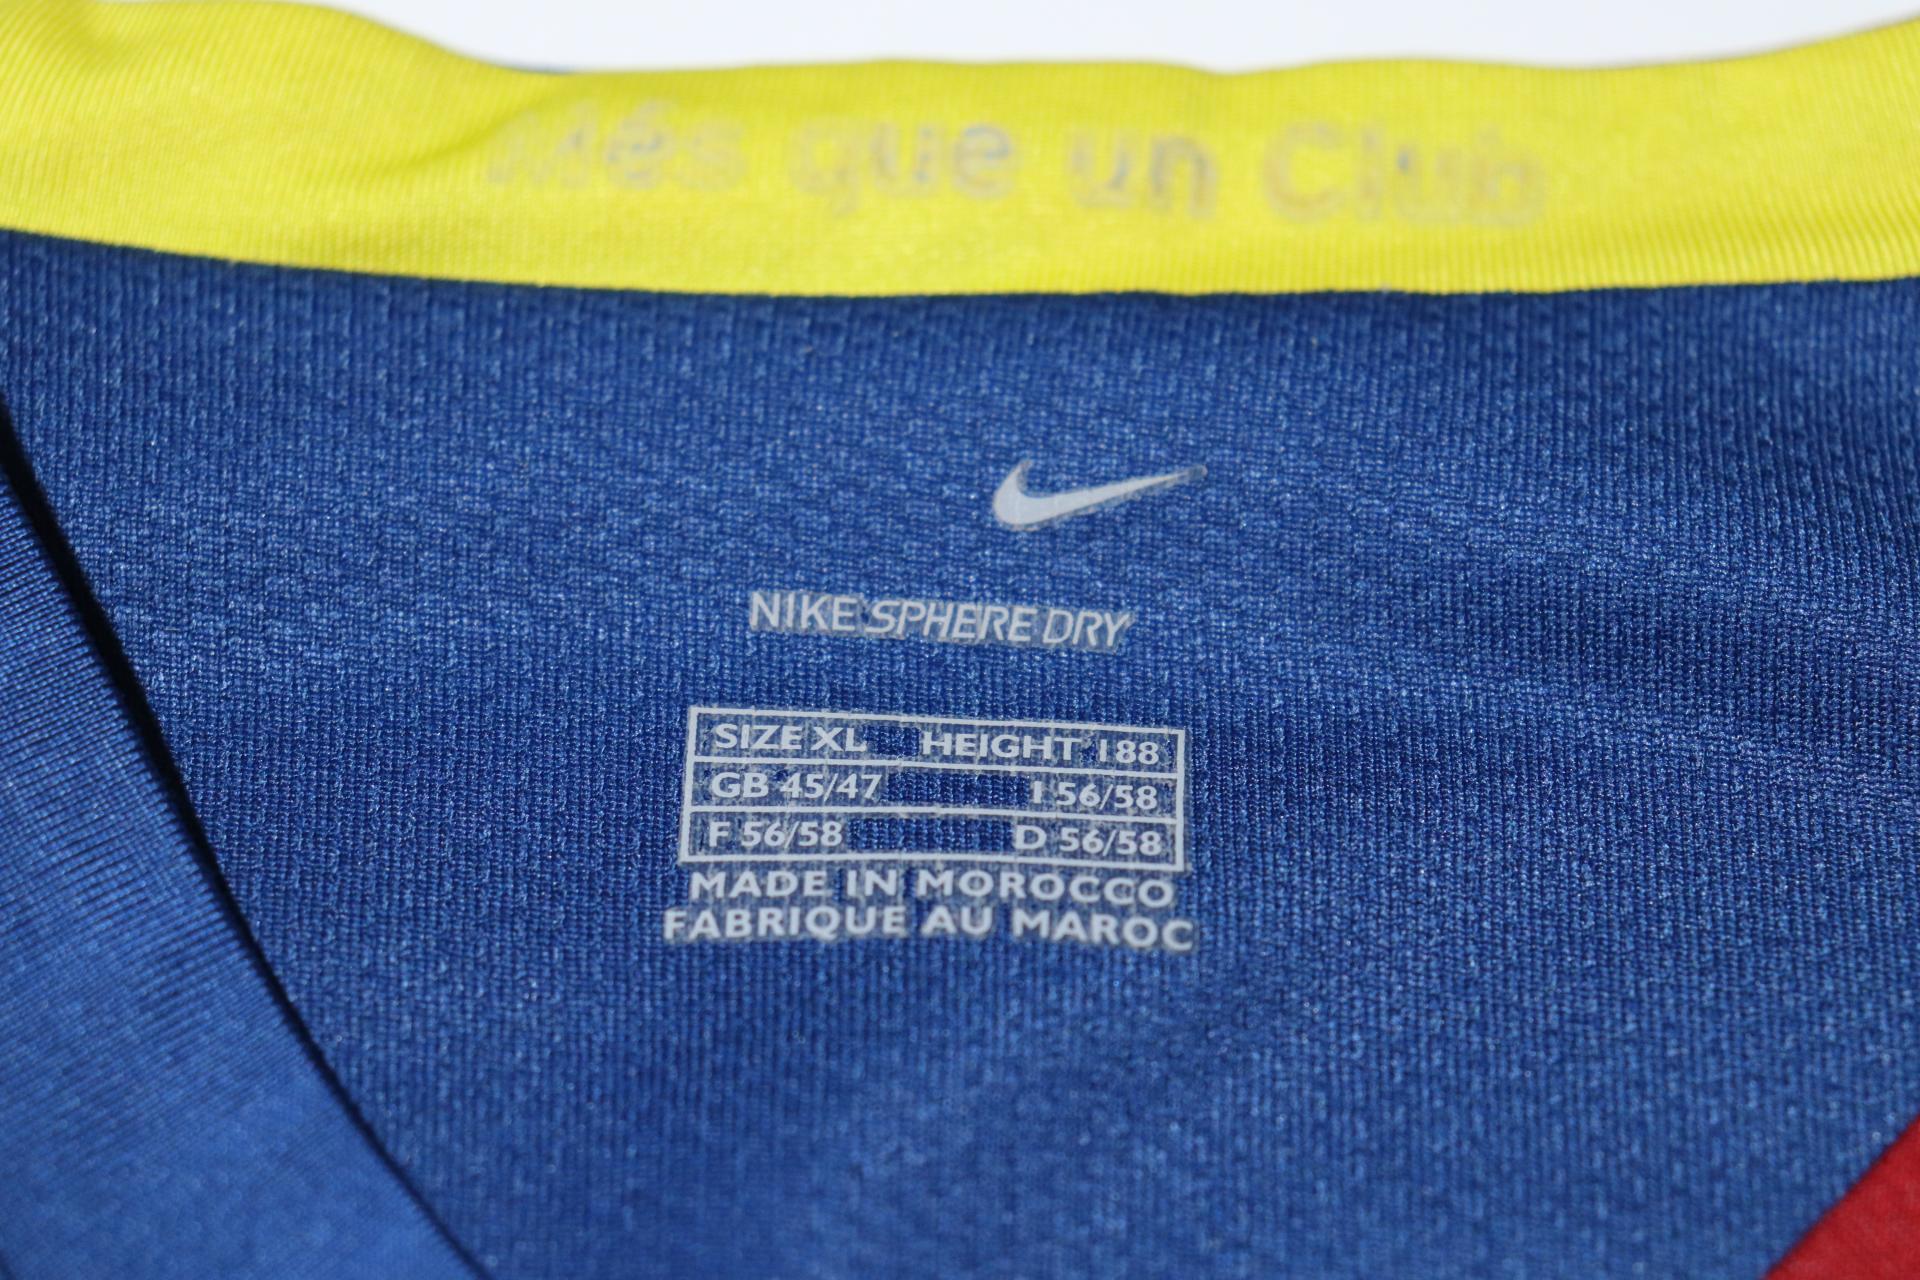 Més que un Club
NIKE SPHERE DRY
SIZE XL HEIGHT 188
GB 45/47 I 56/58
F 56/58 D 56/58
MADE IN MOROCCO
FABRIQUE AU MAROC